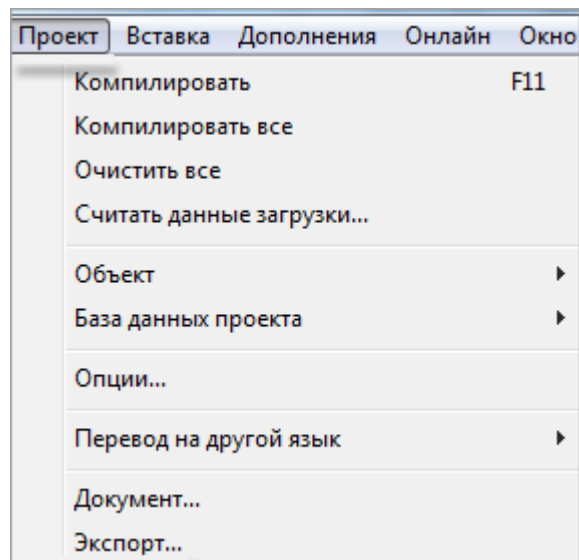 Проект Вставка Дополнения Онлайн Окно
Компилировать F11
Компилировать все
Очистить все
Считать данные загрузки...
Объект
База данных проекта
Опции...
Перевод на другой язык
Документ...
Экспорт...